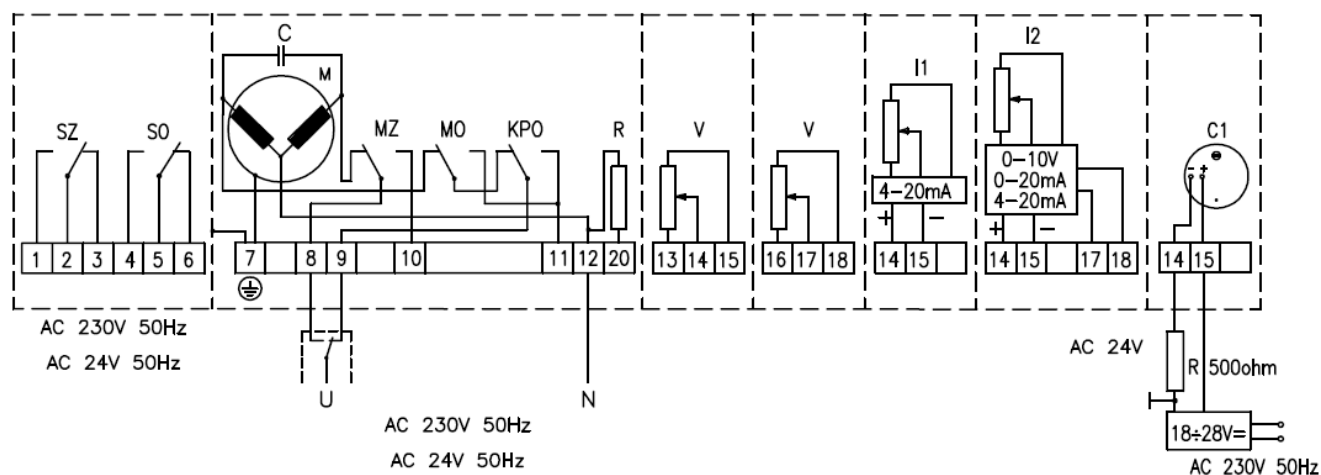 C
M
SZ
SO
MZ
MO
KPO
R
V
V
I1
I2
C1
4–20mA
+ –
0–10V
0–20mA
4–20mA
+ –
– +
1 2 3 4 5 6
7 8 9 10 11 12 20
13 14 15
16 17 18
14 15
14 15 17 18
14 15
AC 230V 50Hz
AC 24V 50Hz
U
N
AC 230V 50Hz
AC 24V 50Hz
AC 24V
R 500ohm
18÷28V=
AC 230V 50Hz